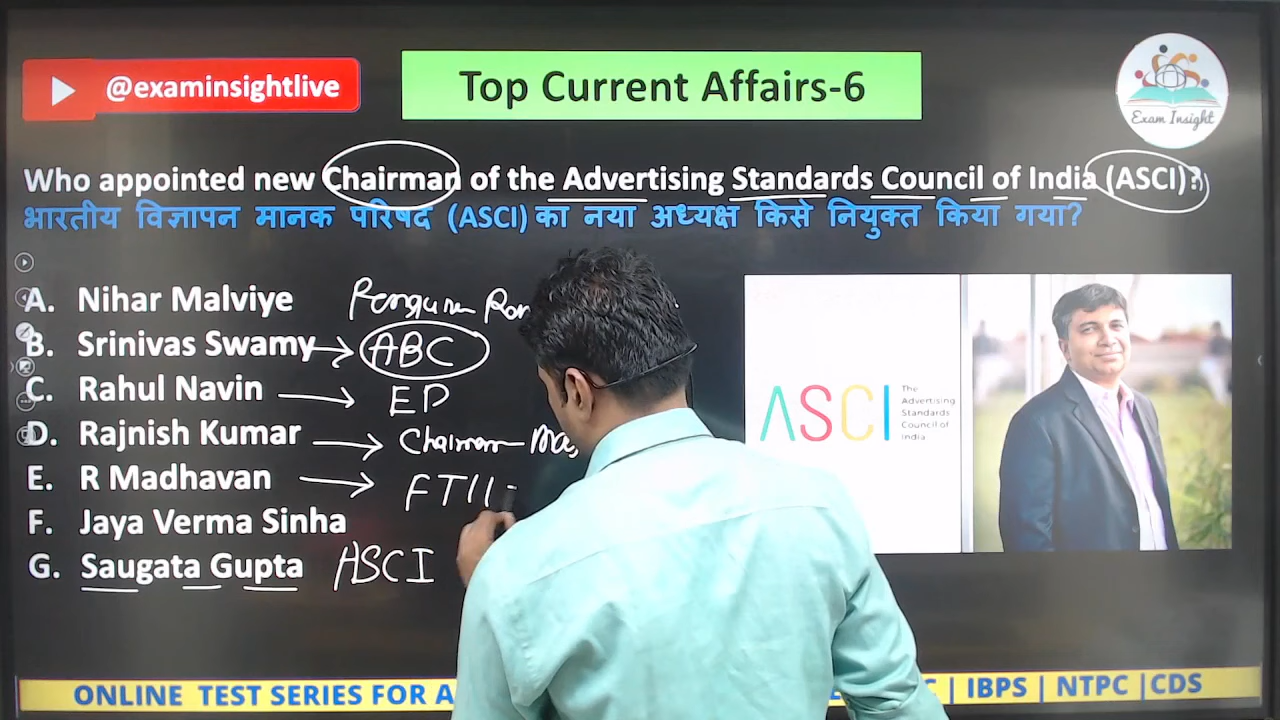 @examinsightlive
Top Current Affairs-6
Exam Insight
Who appointed new Chairman of the Advertising Standards Council of India (ASCI)?
भारतीय विज्ञापन मानक परिषद (ASCI) का नया अध्यक्ष किसे नियुक्त किया गया?
A. Nihar Malviye
B. Srinivas Swamy → ABC
C. Rahul Navin → ED
D. Rajnish Kumar → Chairman
E. R Madhavan → FTII
F. Jaya Verma Sinha
G. Saugata Gupta ASCI
ASCI
The
Advertising
Standards
Council of
India
ONLINE TEST SERIES FOR
| IBPS | NTPC |CDS